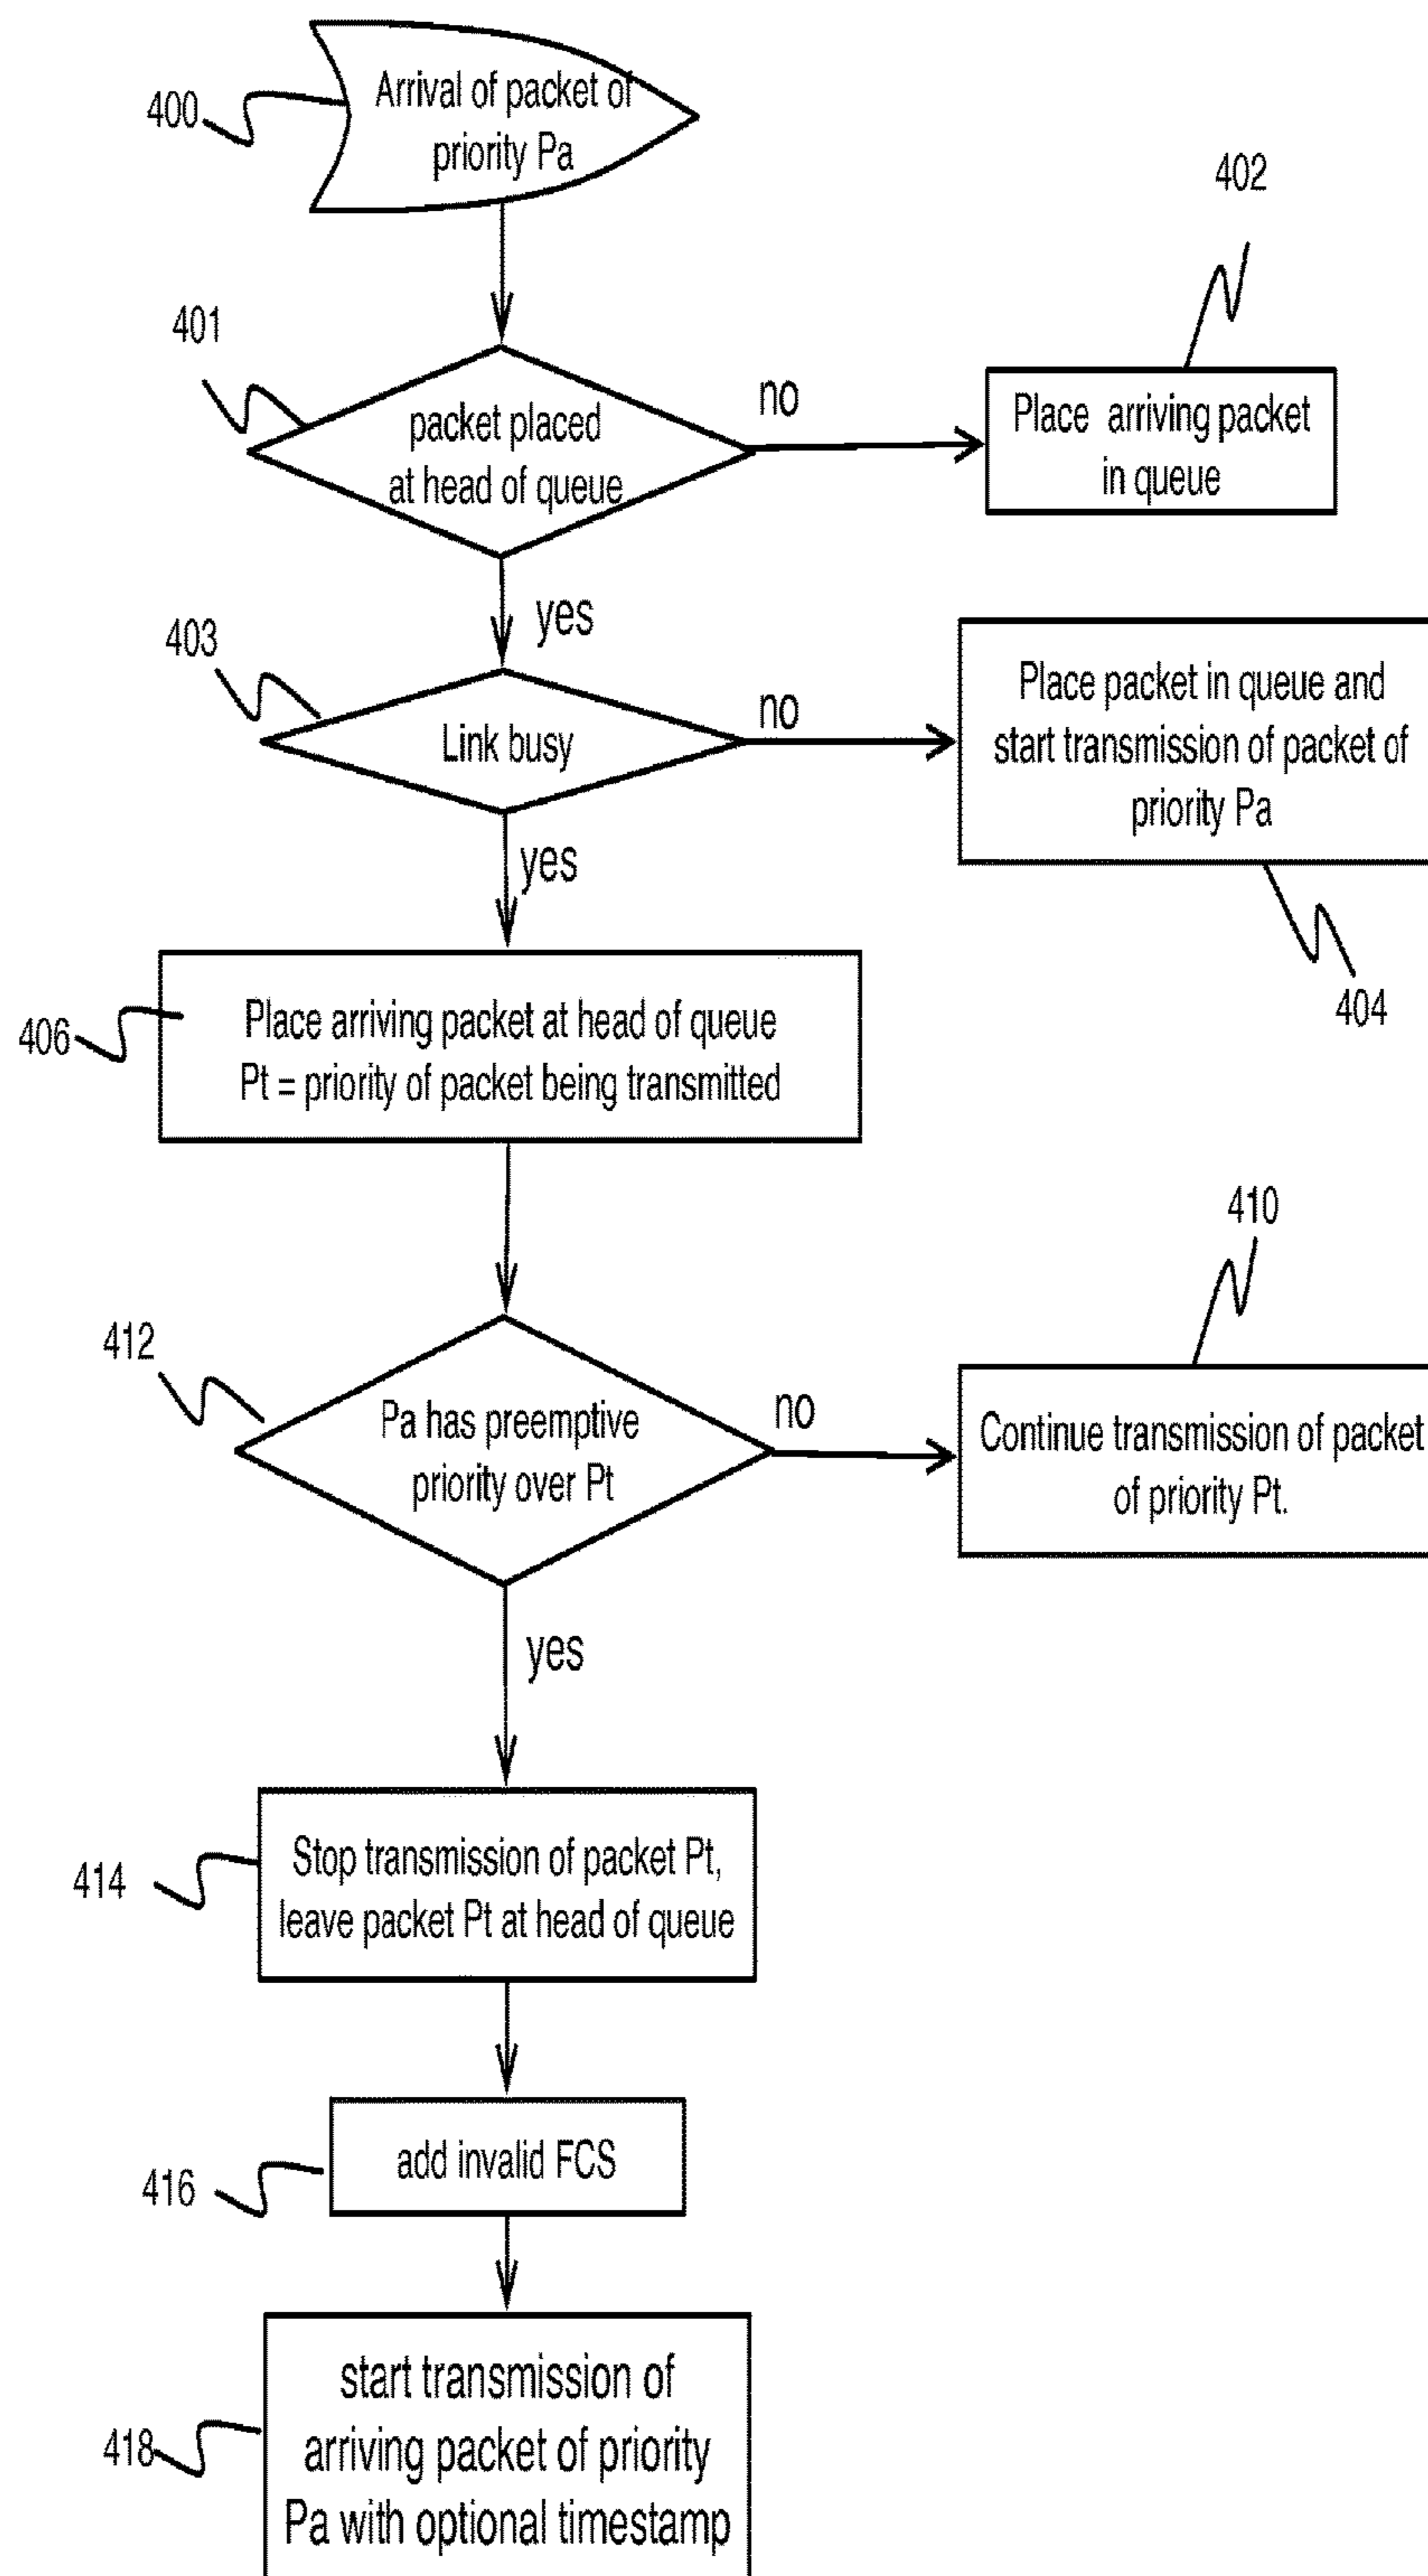 Arrival of packet of
priority Pa
400
402
401
packet placed
at head of queue
no
Place arriving packet
in queue
yes
403
Link busy
no
Place packet in queue and
start transmission of packet of
priority Pa
404
yes
406
Place arriving packet at head of queue
Pt = priority of packet being transmitted
410
412
Pa has preemptive
priority over Pt
no
Continue transmission of packet
of priority Pt.
yes
414
Stop transmission of packet Pt,
leave packet Pt at head of queue
416
add invalid FCS
418
start transmission of
arriving packet of priority
Pa with optional timestamp